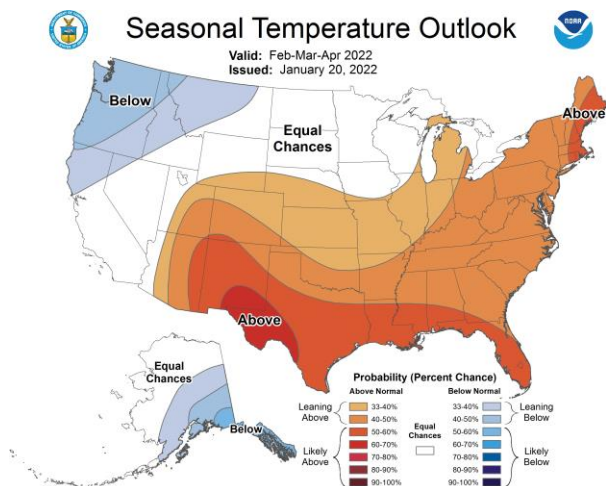 Seasonal Temperature Outlook
NOAA
Valid: Feb-Mar-Apr 2022
Issued: January 20, 2022
Below
Equal
Chances
Above
Above
Equal
Chances
Below
Probability (Percent Chance)
Above Normal
Below Normal
Leaning
Above
33-40%
40-50%
Likely
Above
50-60%
60-70%
70-80%
80-90%
90-100%
Equal
Chances
33-40%
40-50%
Leaning
Below
50-60%
60-70%
70-80%
80-90%
90-100%
Likely
Below